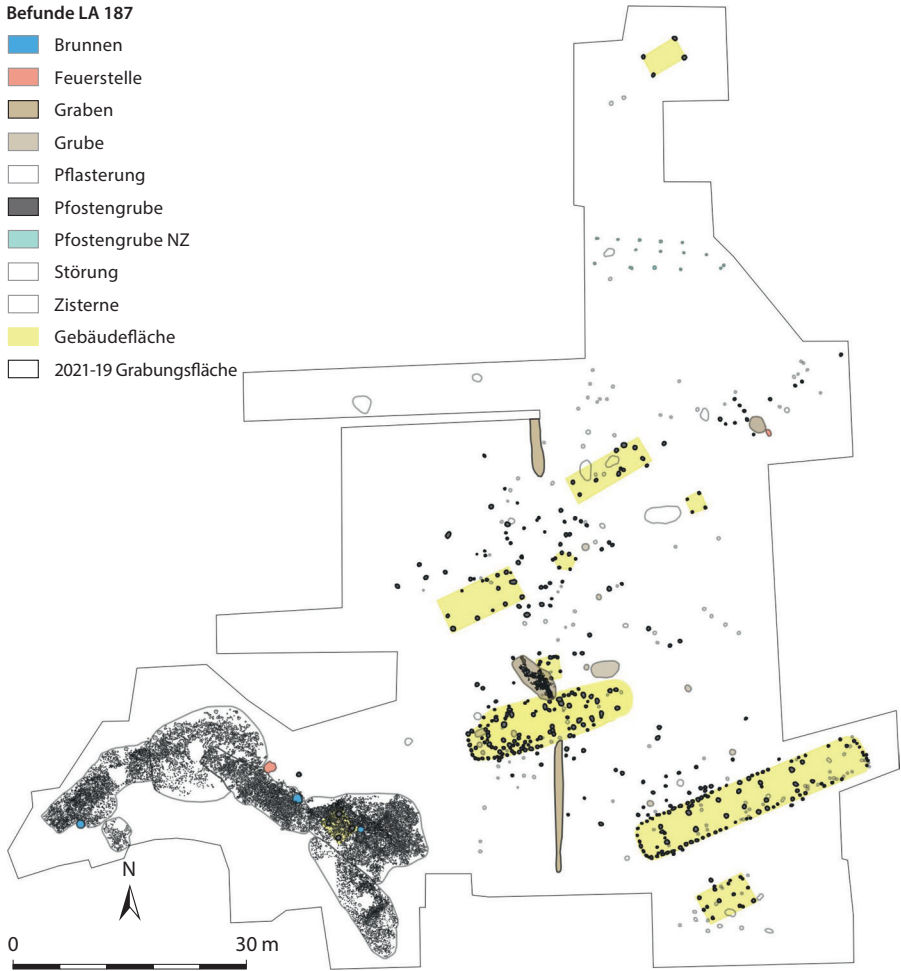 Befunde LA 187
Brunnen
Feuerstelle
Graben
Grube
Pflasterung
Pfostengrube
Pfostengrube NZ
Störung
Zisterne
Gebäudefläche
2021-19 Grabungsfläche
N
0 30 m